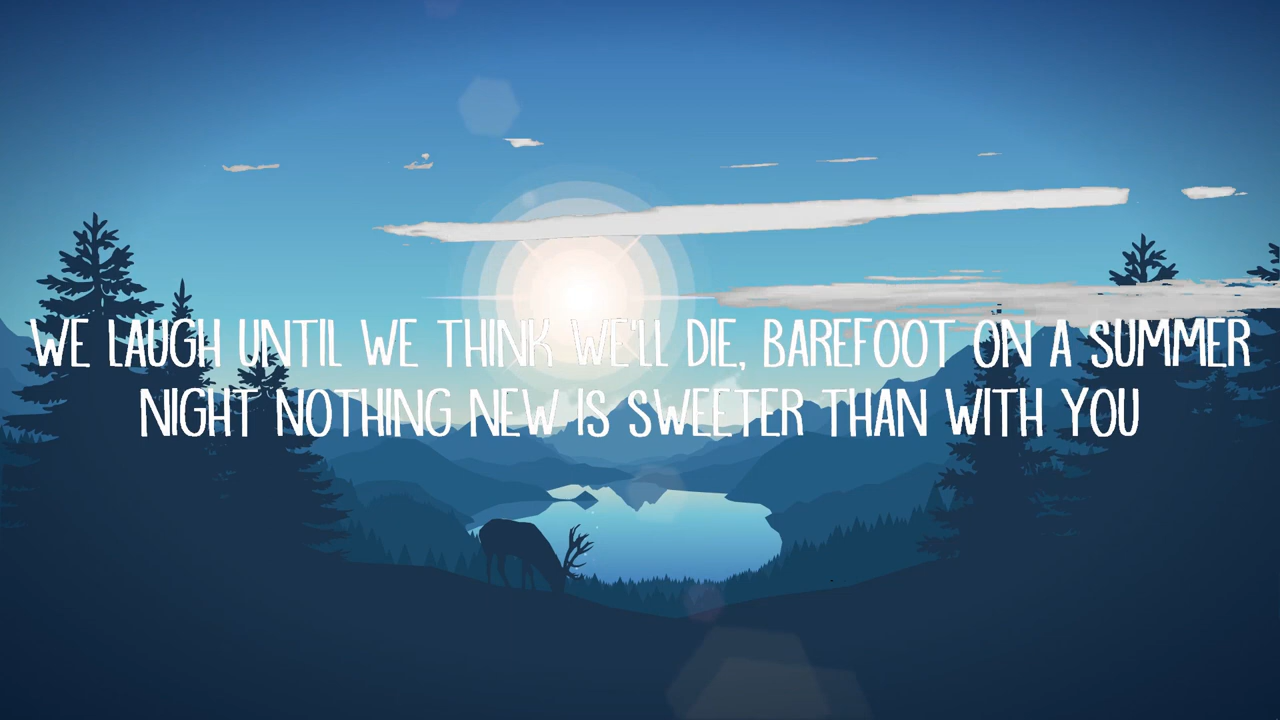 WE LAUGH UNTIL WE THINK WE'LL DIE, BAREFOOT ON A SUMMER
NIGHT NOTHING NEW IS SWEETER THAN WITH YOU